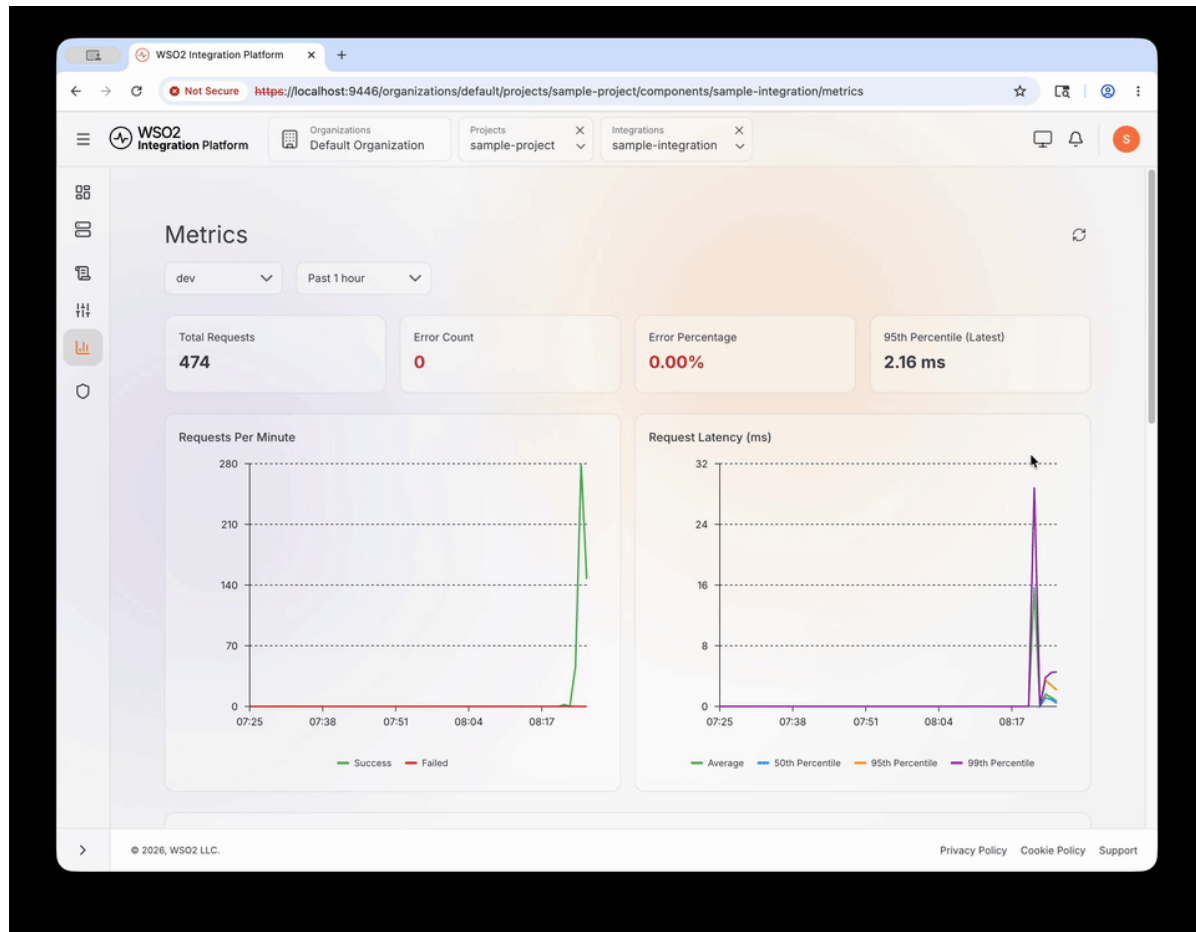 WSO2 Integration Platform
Not Secure https://localhost:9446/organizations/default/projects/sample-project/components/sample-integration/metrics
WSO2
Integration Platform
Organizations
Default Organization
Projects
sample-project
Integrations
sample-integration
S
Metrics
dev
Past 1 hour
Total Requests
474
Error Count
0
Error Percentage
0.00%
95th Percentile (Latest)
2.16 ms
Requests Per Minute
280
210
140
70
0
07:25 07:38 07:51 08:04 08:17
Success Failed
Request Latency (ms)
32
24
16
8
0
07:25 07:38 07:51 08:04 08:17
Average 50th Percentile 95th Percentile 99th Percentile
© 2026, WSO2 LLC.
Privacy Policy Cookie Policy Support